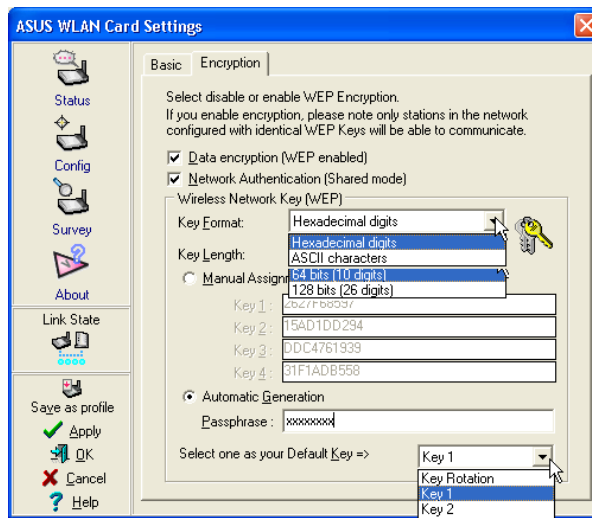 ASUS WLAN Card Settings
Status
Config
Survey
About
Link State
Save as profile
Apply
OK
Cancel
Help
Basic
Encryption
Select disable or enable WEP Encryption.
If you enable encryption, please note only stations in the network
configured with identical WEP Keys will be able to communicate.
Data encryption (WEP enabled)
Network Authentication (Shared mode)
Wireless Network Key (WEP)
Key Format: Hexadecimal digits
Hexadecimal digits
ASCII characters
Key Length:
64 bits (10 digits)
128 bits (26 digits)
Manual Assignm
Key 1 : 2627F68597
Key 2 : 15AD1DD294
Key 3 : DDC4761939
Key 4 : 31F1ADB558
Automatic Generation
Passphrase : xxxxxxxx
Select one as your Default Key => Key 1
Key Rotation
Key 1
Key 2